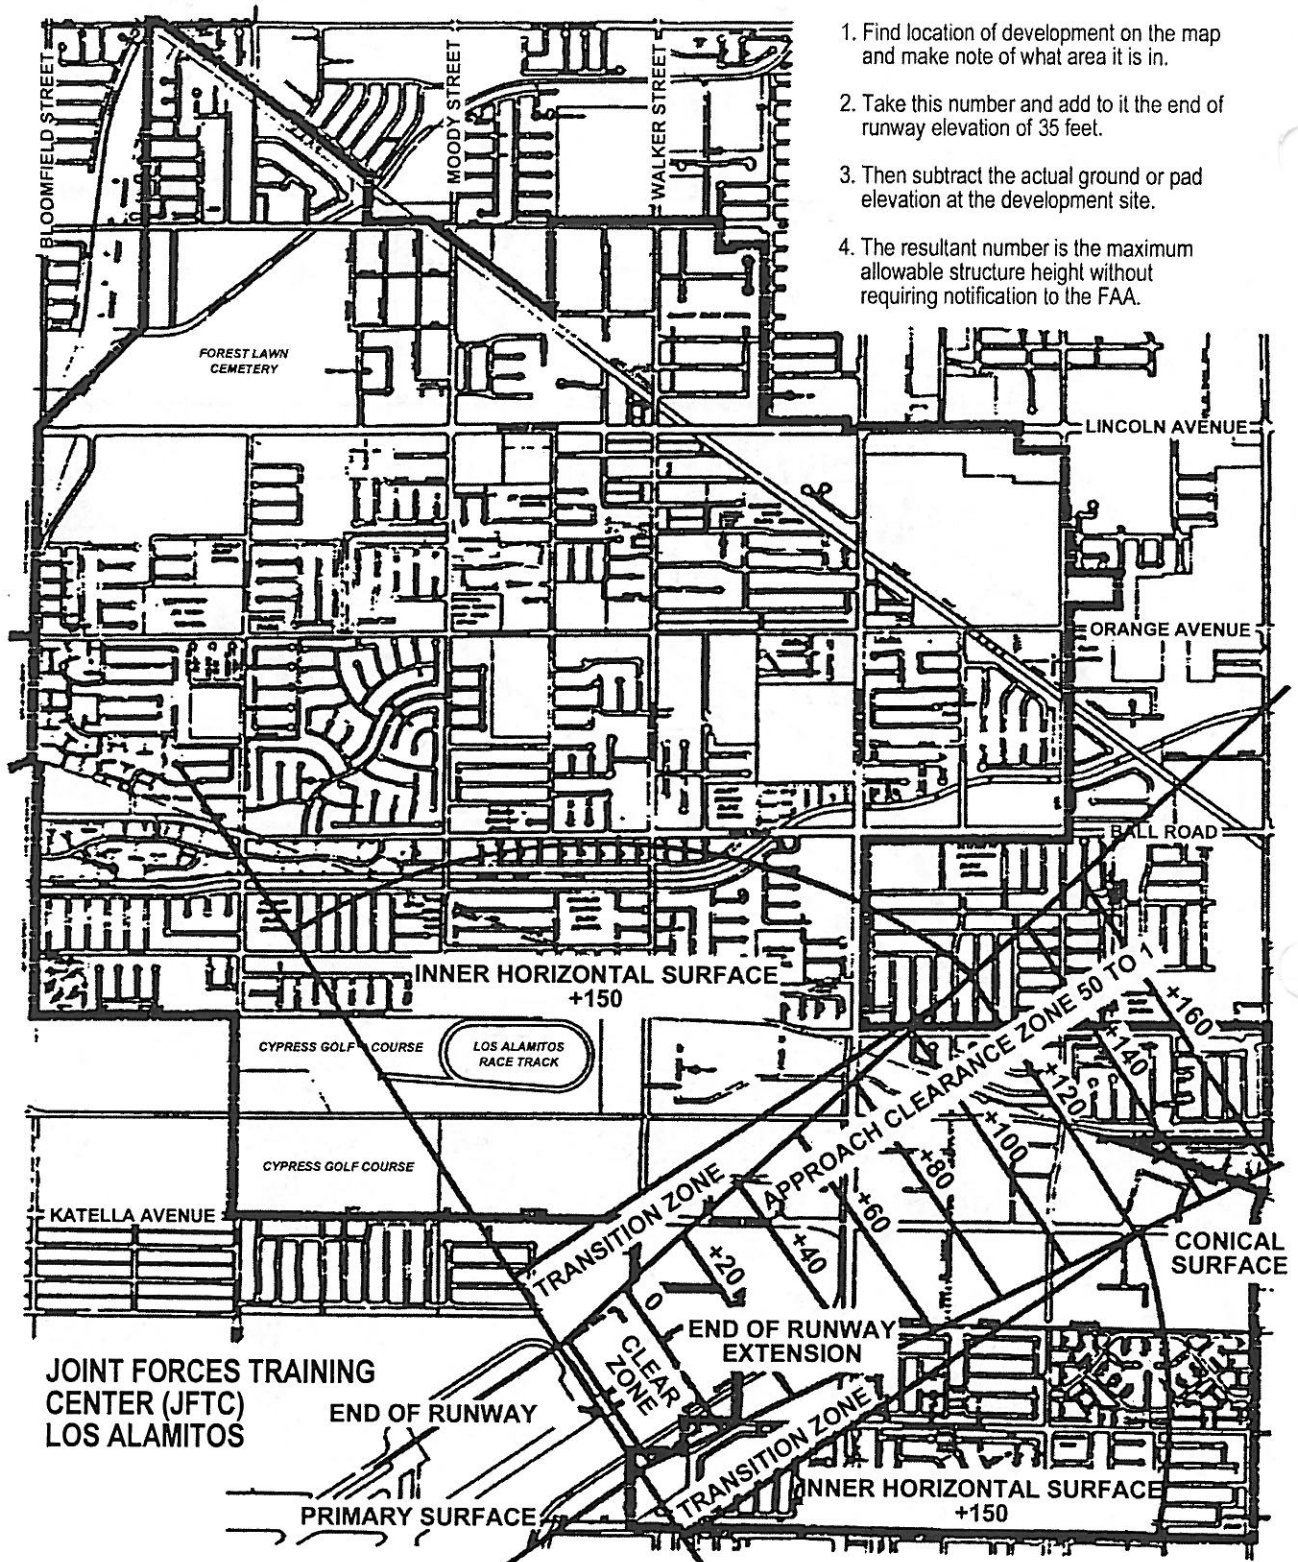 1. Find location of development on the map
and make note of what area it is in.
2. Take this number and add to it the end of
runway elevation of 35 feet.
3. Then subtract the actual ground or pad
elevation at the development site.
4. The resultant number is the maximum
allowable structure height without
requiring notification to the FAA.
BLOOMFIELD STREET
MOODY STREET
WALKER STREET
FOREST LAWN
CEMETERY
LINCOLN AVENUE
ORANGE AVENUE
BALL ROAD
INNER HORIZONTAL SURFACE
+150
CYPRESS GOLF COURSE
LOS ALAMITOS
RACE TRACK
APPROACH CLEARANCE ZONE 50 TO 1
+160
+140
+120
+100
+80
+60
+40
+20
0
CYPRESS GOLF COURSE
KATELLA AVENUE
TRANSITION ZONE
CONICAL
SURFACE
CLEAR
ZONE
END OF RUNWAY
EXTENSION
JOINT FORCES TRAINING
CENTER (JFTC)
LOS ALAMITOS
END OF RUNWAY
TRANSITION ZONE
INNER HORIZONTAL SURFACE
+150
PRIMARY SURFACE